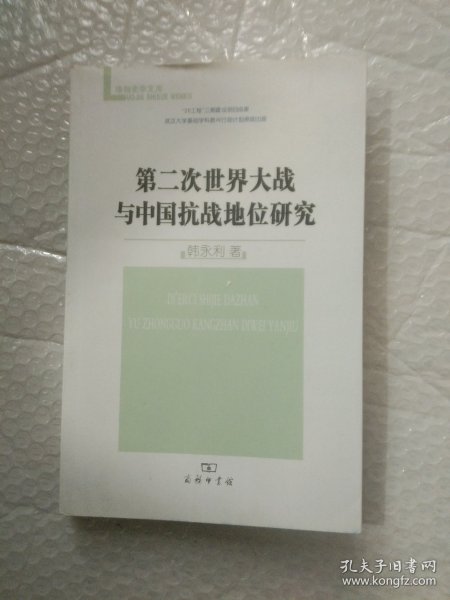 第二次世界大战
与中国抗战地位研究
韩永利 著
DI'ERCI SHIJIE DAZHAN
YU ZHONGGUO KANGZHAN DIWEI YANJIU
商务印书馆
孔夫子旧书网
www.kongfz.com